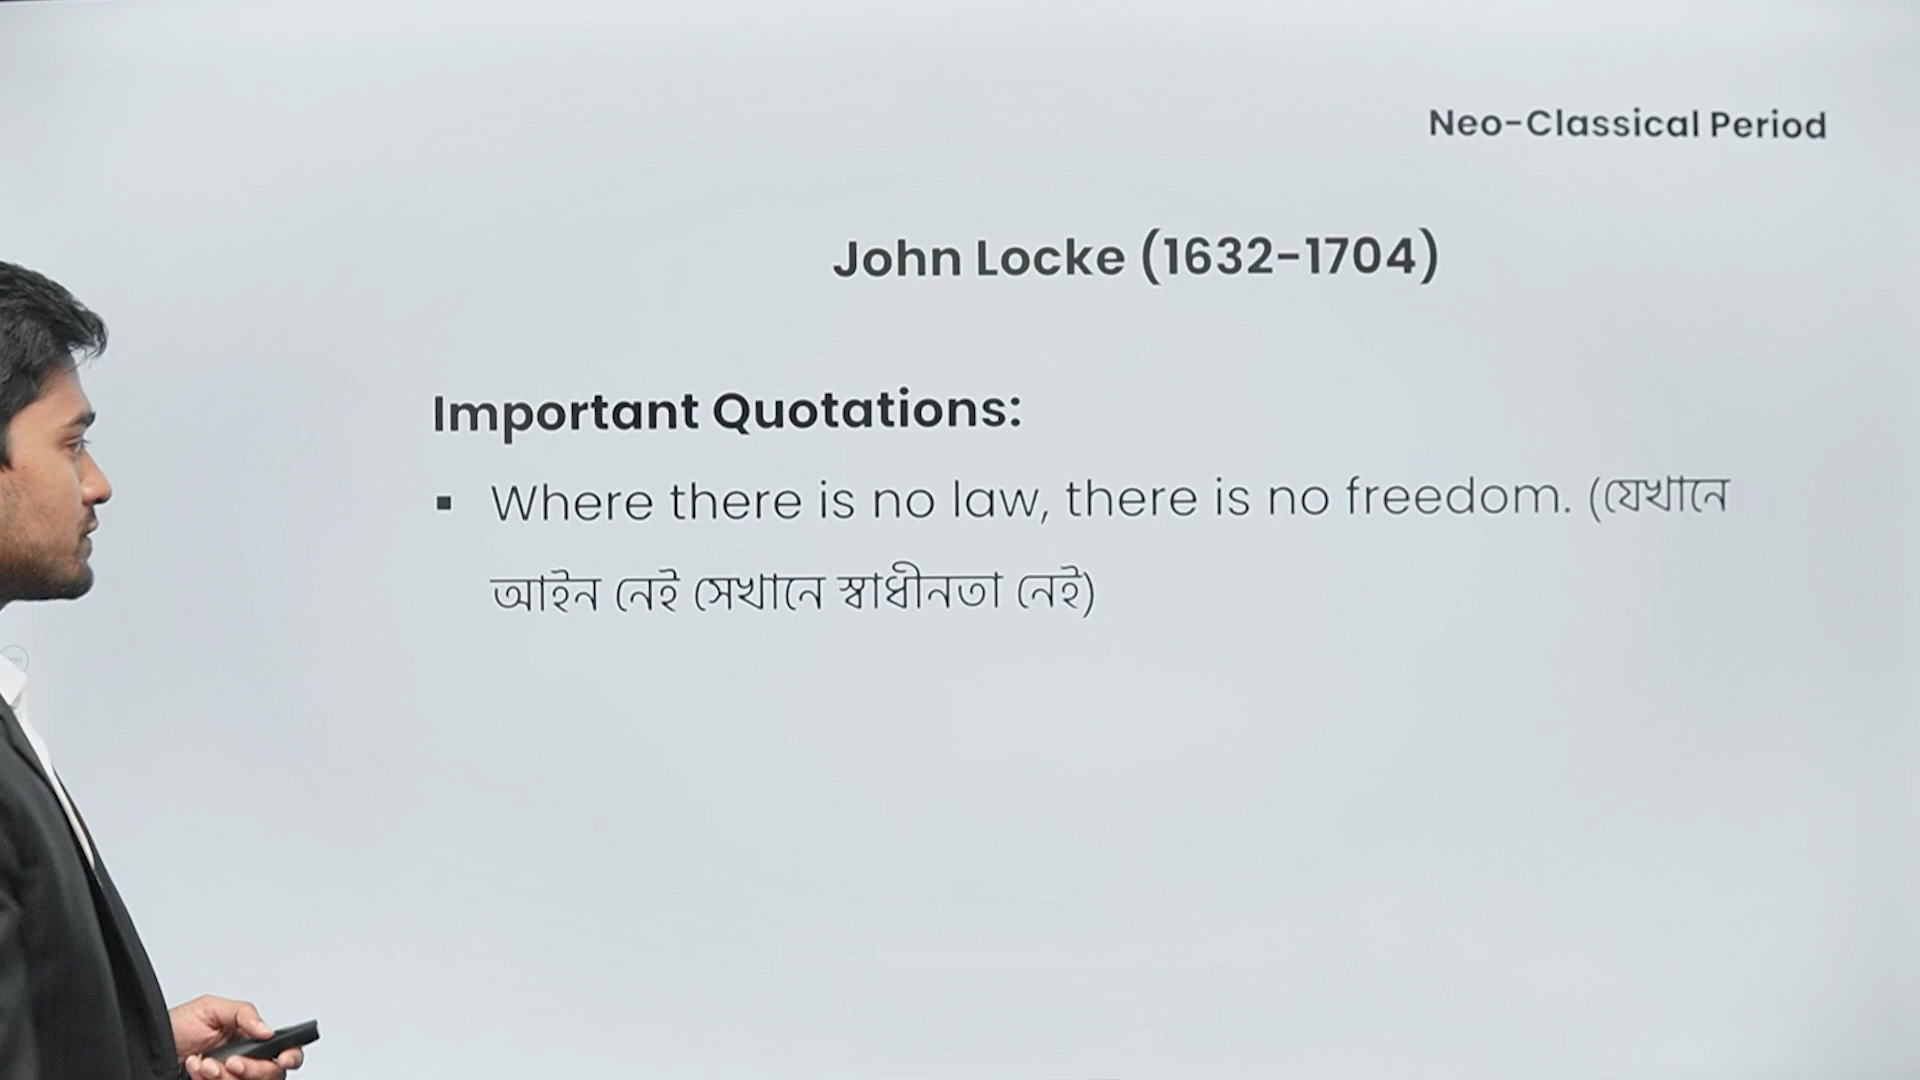 Neo-Classical Period
John Locke (1632-1704)
Important Quotations:
▪ Where there is no law, there is no freedom. (যেখানে
আইন নেই সেখানে স্বাধীনতা নেই)